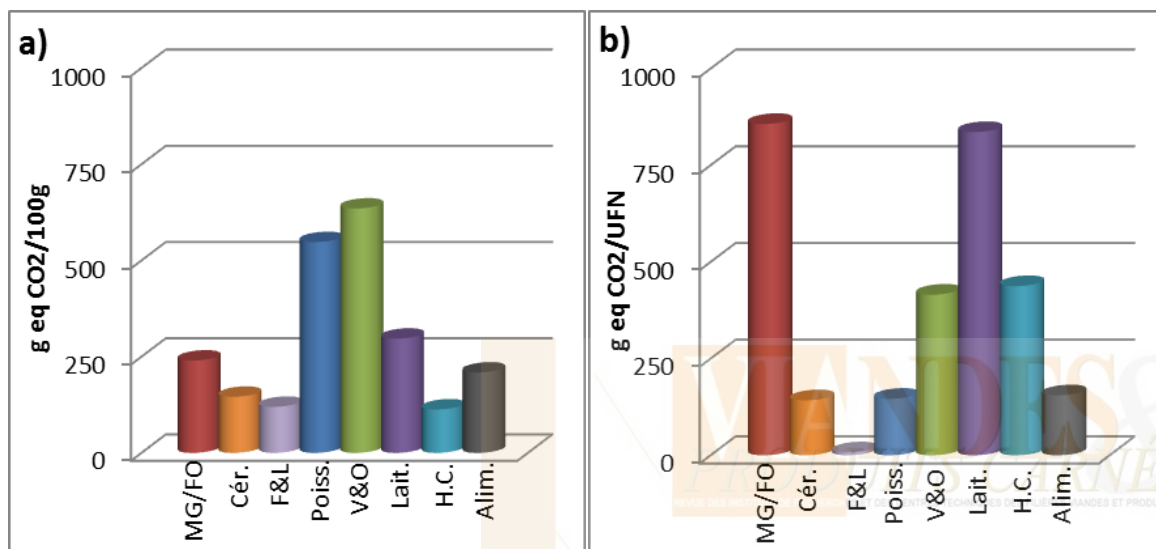 a)
g eq CO2/100g
1000
750
500
250
0
MG/FO
Cér.
F&L
Poiss.
V&O
Lait.
H.C.
Alim.
b)
g eq CO2/UFN
1000
750
500
250
0
MG/FO
Cér.
F&L
Poiss.
V&O
Lait.
H.C.
Alim.
VIANDES&
PRODUITS CARNÉ